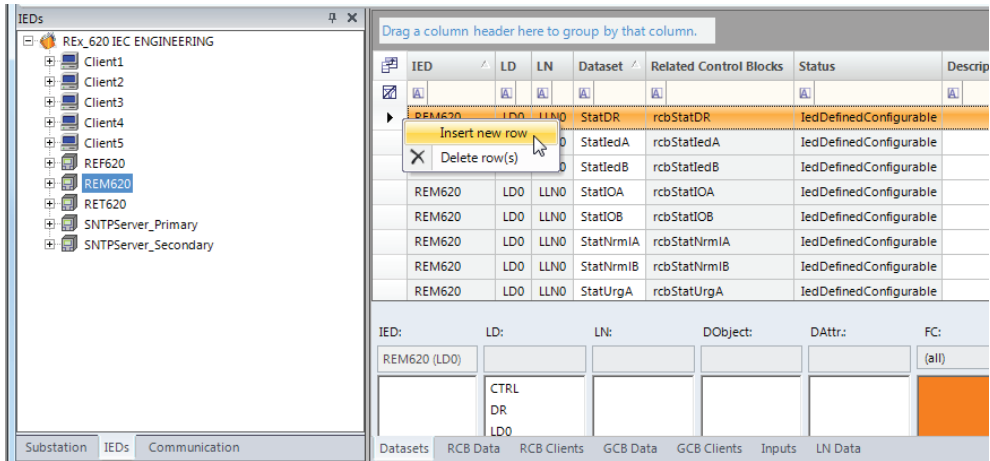 IEDs
REx_620 IEC ENGINEERING
Client1
Client2
Client3
Client4
Client5
REF620
REM620
RET620
SNTPServer_Primary
SNTPServer_Secondary
Substation IEDs Communication
Drag a column header here to group by that column.
IED LD LN Dataset Related Control Blocks Status Descrip
A A A A A A A
REM620 LD0 LLN0 StatDR rcbStatDR IedDefinedConfigurable
Insert new row StatIedA rcbStatIedA IedDefinedConfigurable
Delete row(s) StatIedB rcbStatIedB IedDefinedConfigurable
REM620 LD0 LLN0 StatIOA rcbStatIOA IedDefinedConfigurable
REM620 LD0 LLN0 StatIOB rcbStatIOB IedDefinedConfigurable
REM620 LD0 LLN0 StatNrmlA rcbStatNrmlA IedDefinedConfigurable
REM620 LD0 LLN0 StatNrmlB rcbStatNrmlB IedDefinedConfigurable
REM620 LD0 LLN0 StatUrgA rcbStatUrgA IedDefinedConfigurable
IED: LD: LN: DObject: DAttr.: FC:
REM620 (LD0) (all)
CTRL
DR
LD0
Datasets RCB Data RCB Clients GCB Data GCB Clients Inputs LN Data